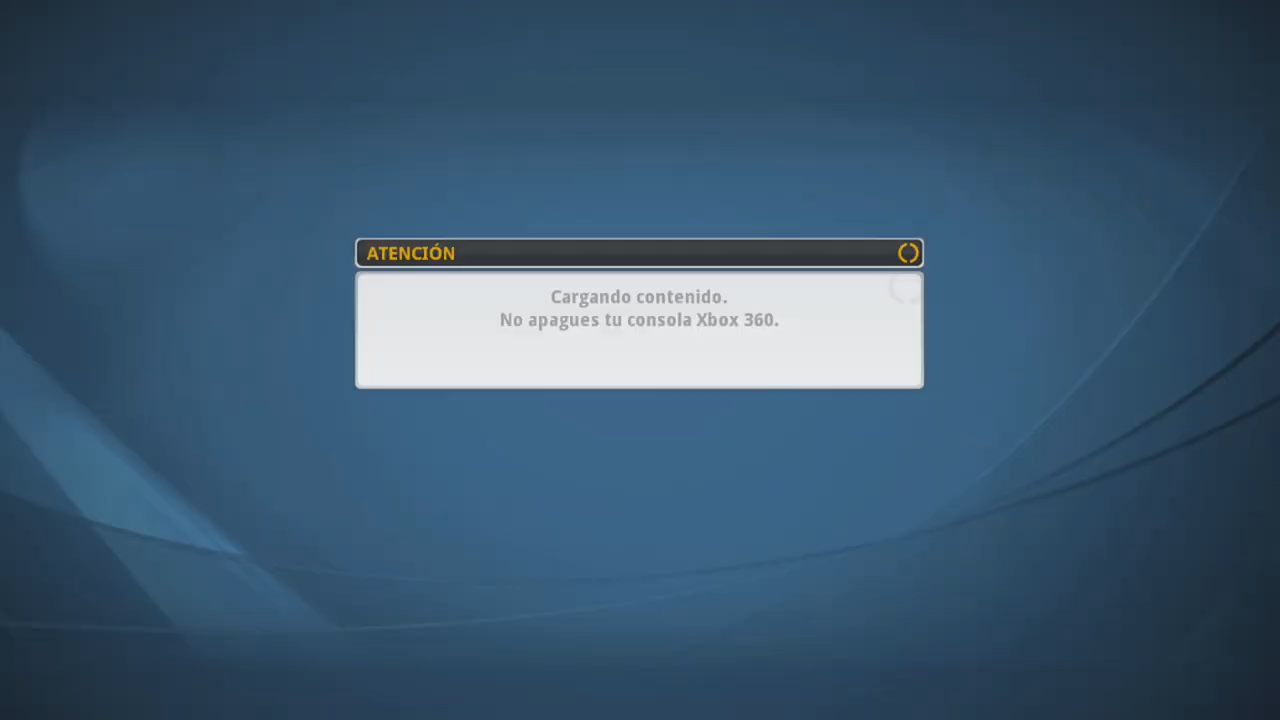 ATENCIÓN
Cargando contenido.
No apagues tu consola Xbox 360.